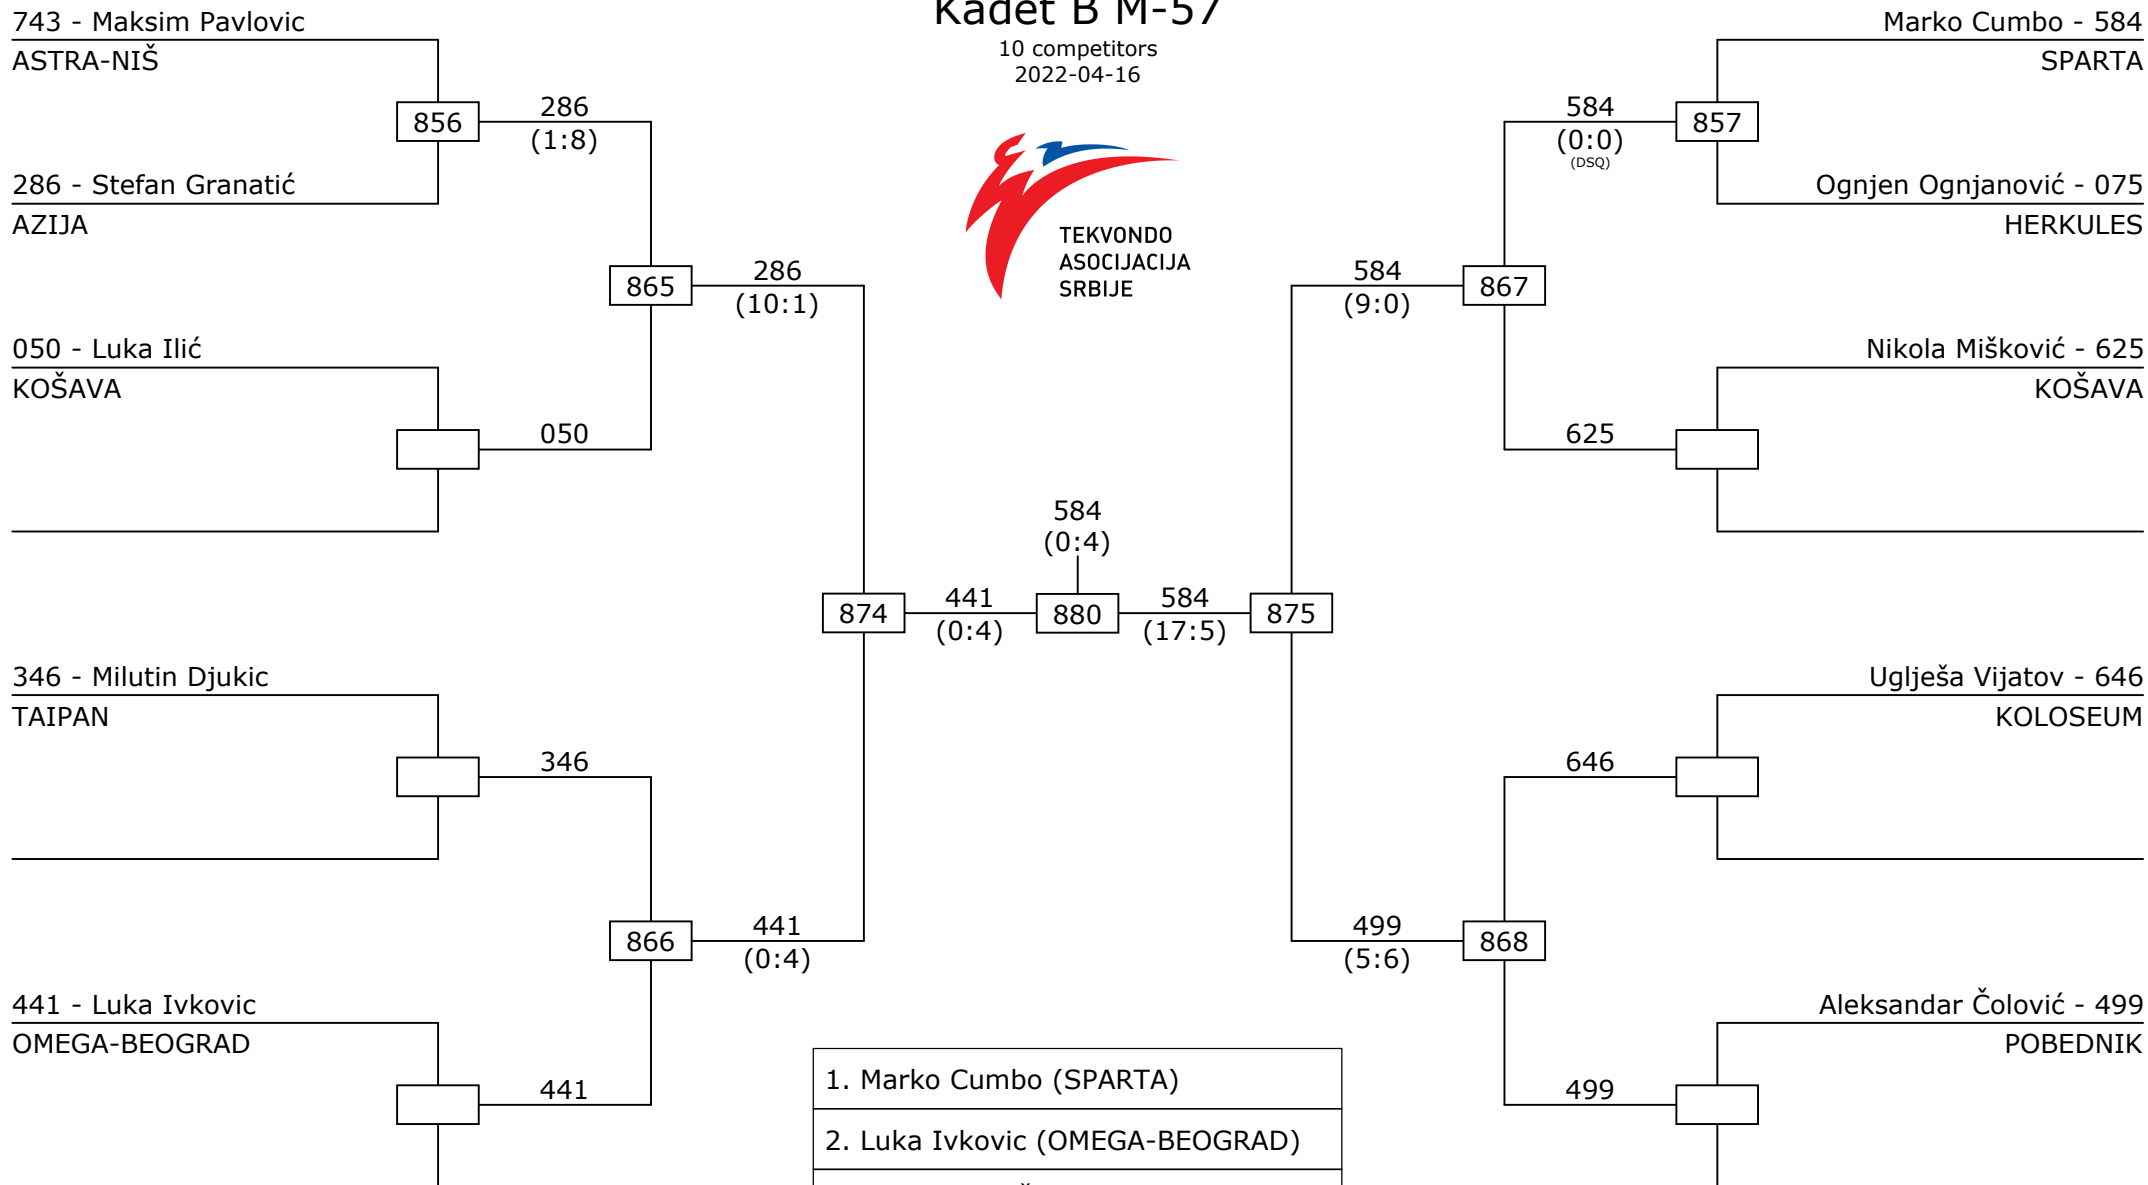 Kadet B M-57
10 competitors
2022-04-16
TEKVONDO
ASOCIJACIJA
SRBIJE
743 - Maksim Pavlovic
ASTRA-NIŠ
856
286
(1:8)
286 - Stefan Granatić
AZIJA
865
286
(10:1)
050 - Luka Ilić
KOŠAVA
050
346 - Milutin Djukic
TAIPAN
346
866
441
(0:4)
441 - Luka Ivkovic
OMEGA-BEOGRAD
441
874
441
(0:4)
584
(0:4)
880
584
(17:5)
875
Marko Cumbo - 584
SPARTA
584
(0:0)
(DSQ)
857
Ognjen Ognjanović - 075
HERKULES
584
(9:0)
867
Nikola Mišković - 625
KOŠAVA
625
Uglješa Vijatov - 646
KOLOSEUM
646
499
(5:6)
868
Aleksandar Čolović - 499
POBEDNIK
499
1. Marko Cumbo (SPARTA)
2. Luka Ivkovic (OMEGA-BEOGRAD)